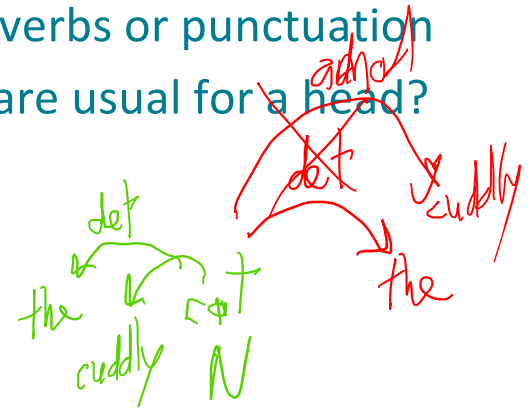 verbs or punctuation
are usual for a head?
amod
det
cuddly
the
det
the
cat
cuddly
N